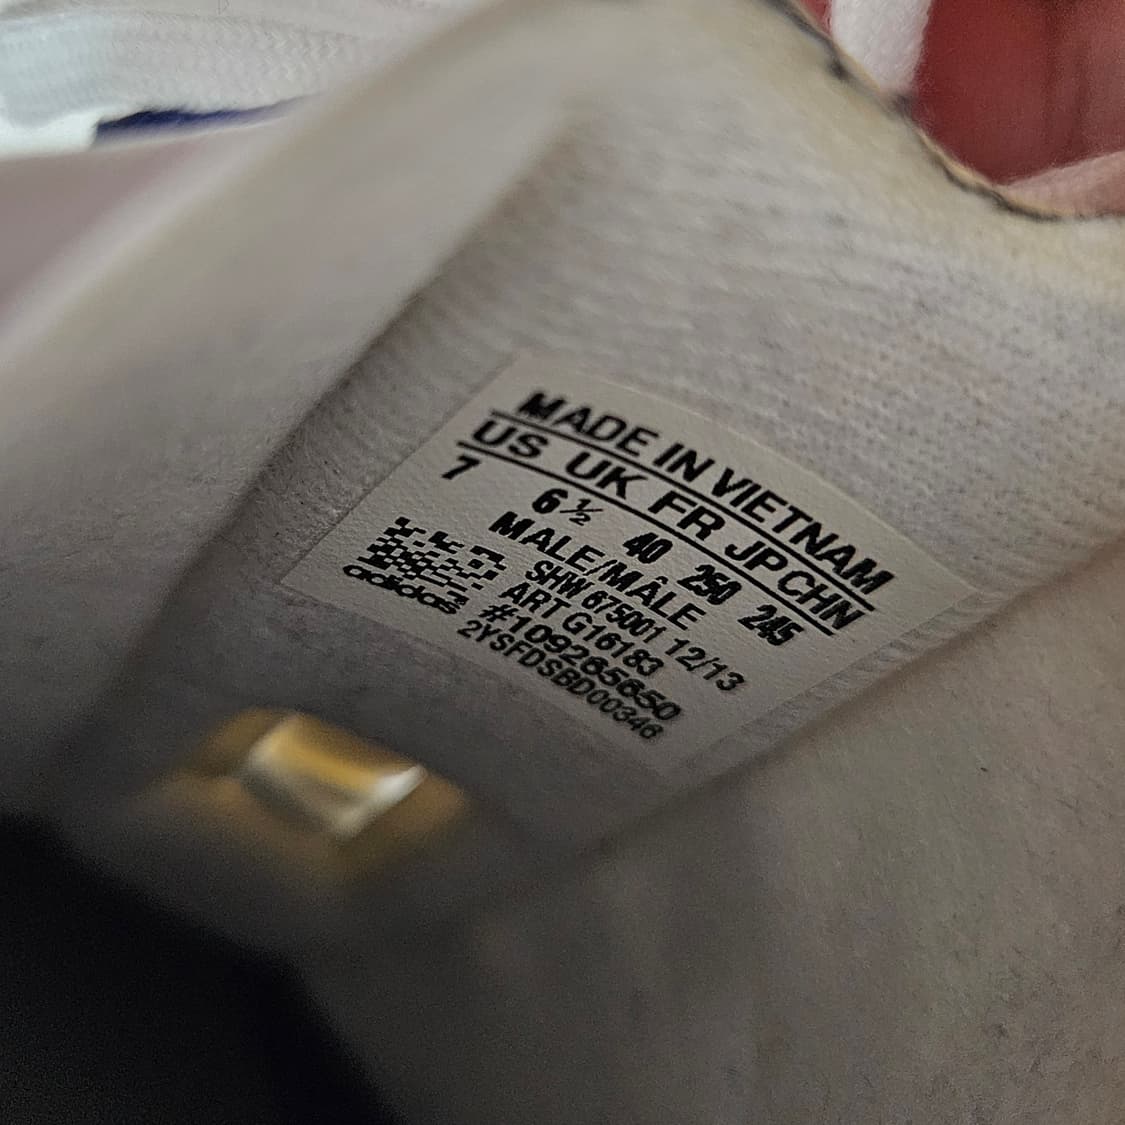 MADE IN VIETNAM
US UK FR JP CHN
7 6½ 40 250 245
MALE/MÂLE
SHW 675001 12/13
ART G16183
#109265650
2YSFDSBD00346
adidas